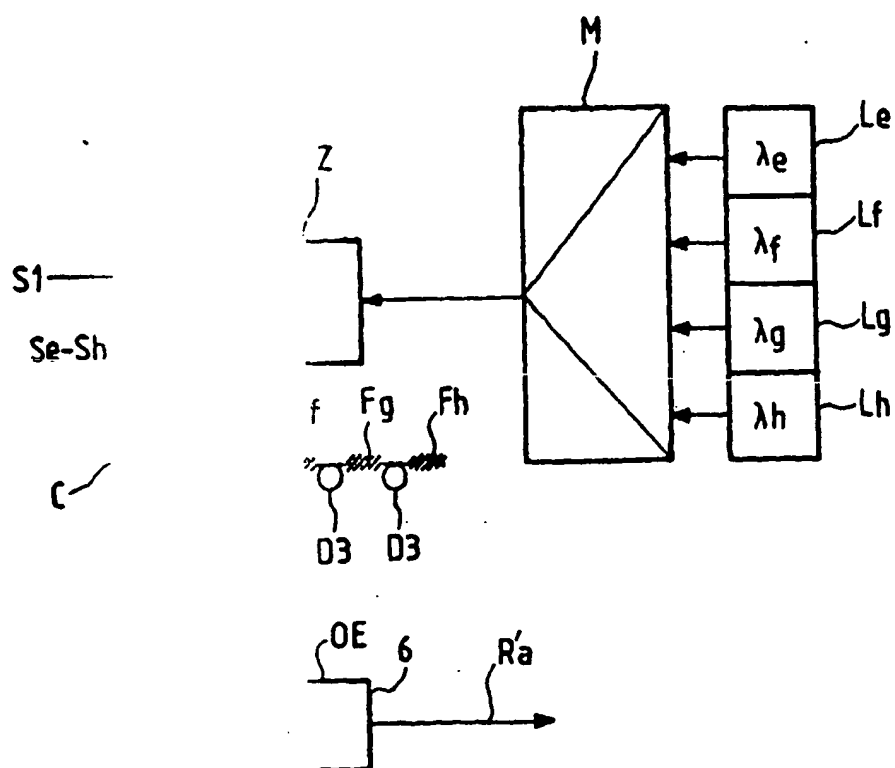 M
Le
λe
Z
Lf
λf
S1
Lg
λg
Se-Sh
f Fg Fh
Lh
λh
C
D3 D3
OE 6 R'a